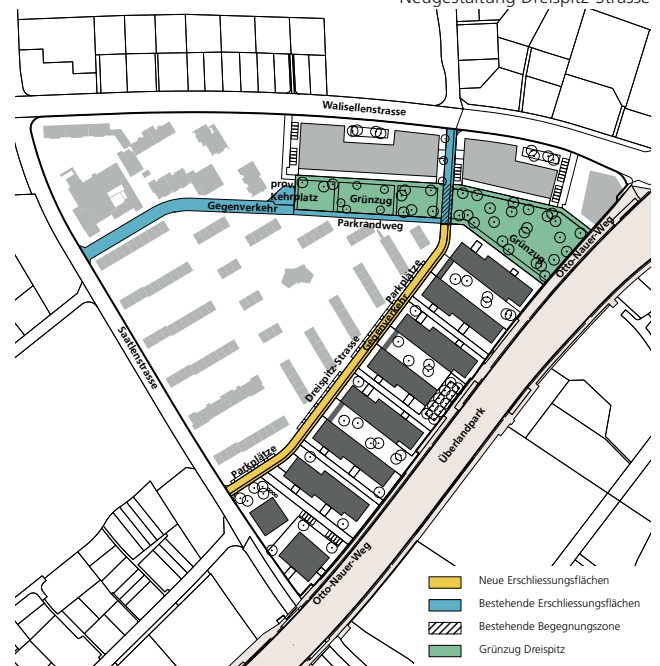 Neugestaltung Dreispitz-Strasse
Walisellenstrasse
prov.
Kehrplatz
Grünzug
Gegenverkehr
Parkrandweg
Grünzug
Otto-Nauer-Weg
Parkplätze
Gegenverkehr
Dreispitz-Strasse
Saatlenstrasse
Parkplätze
Überlandpark
Otto-Nauer-Weg
Neue Erschliessungsflächen
Bestehende Erschliessungsflächen
Bestehende Begegnungszone
Grünzug Dreispitz